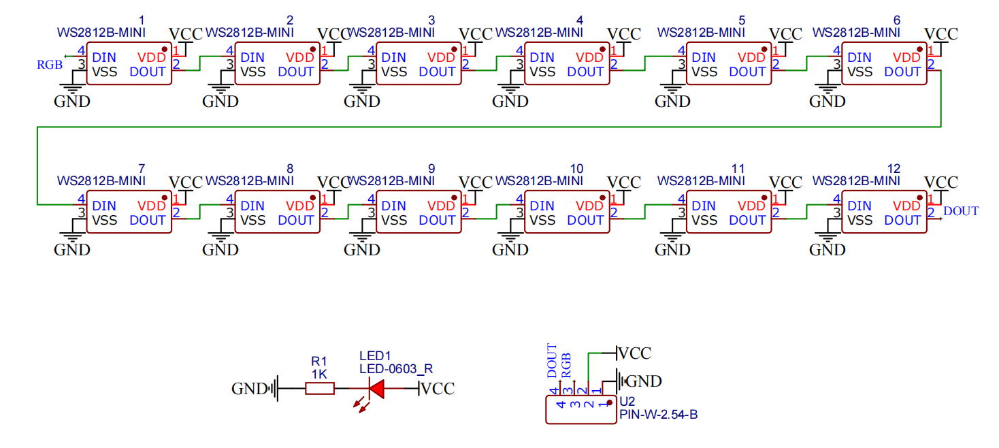 1 2 3 4 5 6
WS2812B-MINI VCC WS2812B-MINI VCC WS2812B-MINI VCC WS2812B-MINI VCC WS2812B-MINI VCC WS2812B-MINI VCC
4 DIN VDD 1 4 DIN VDD 1 4 DIN VDD 1 4 DIN VDD 1 4 DIN VDD 1 4 DIN VDD 1
RGB 3 VSS DOUT 2 3 VSS DOUT 2 3 VSS DOUT 2 3 VSS DOUT 2 3 VSS DOUT 2 3 VSS DOUT 2
GND GND GND GND GND GND
7 8 9 10 11 12
WS2812B-MINI VCC WS2812B-MINI VCC WS2812B-MINI VCC WS2812B-MINI VCC WS2812B-MINI VCC WS2812B-MINI VCC
4 DIN VDD 1 4 DIN VDD 1 4 DIN VDD 1 4 DIN VDD 1 4 DIN VDD 1 4 DIN VDD 1
3 VSS DOUT 2 3 VSS DOUT 2 3 VSS DOUT 2 3 VSS DOUT 2 3 VSS DOUT 2 3 VSS DOUT 2 DOUT
GND GND GND GND GND GND
R1
1K
LED1
LED-0603_R
GND VCC
DOUT RGB VCC
GND
4 3 2 1
4 3 2 1
U2
PIN-W-2.54-B